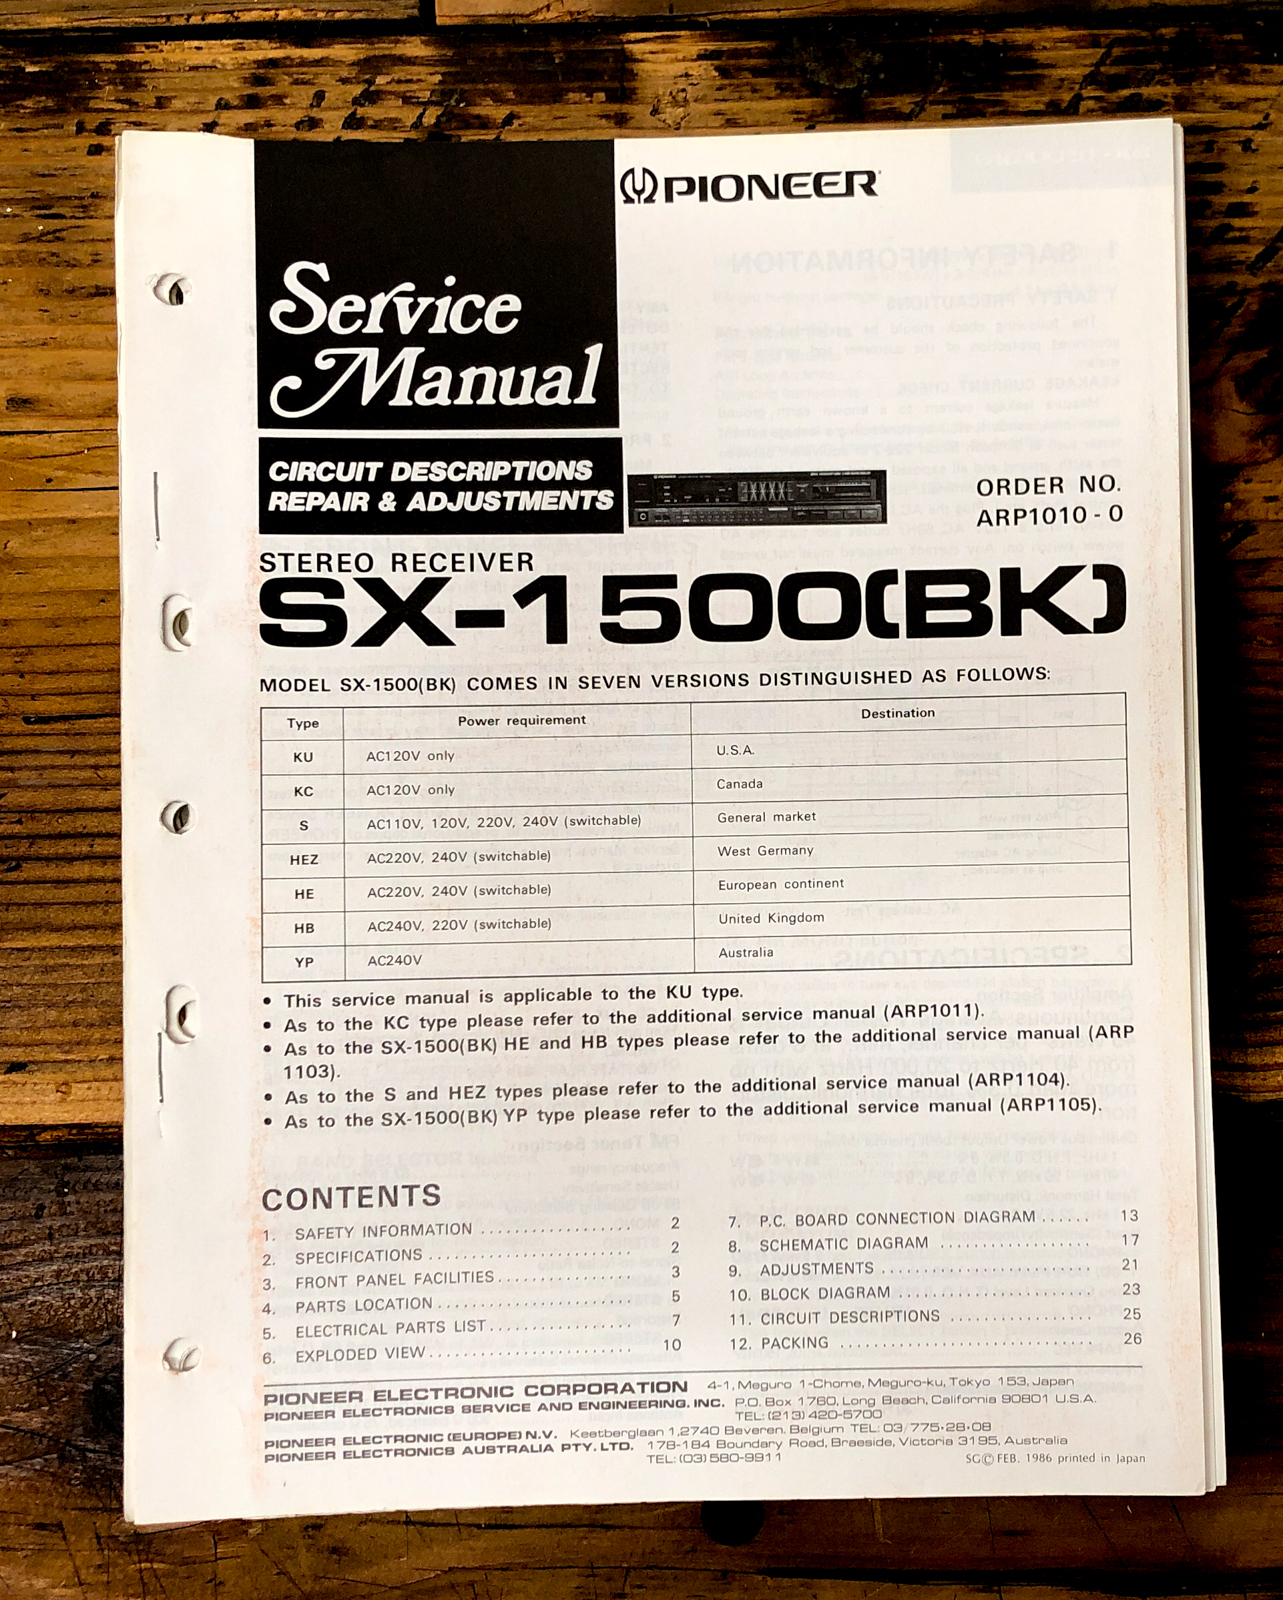 PIONEER
Service
Manual
CIRCUIT DESCRIPTIONS
REPAIR & ADJUSTMENTS
ORDER NO.
ARP1010 - 0
STEREO RECEIVER
SX-1500(BK)
MODEL SX-1500(BK) COMES IN SEVEN VERSIONS DISTINGUISHED AS FOLLOWS:
Type Power requirement Destination
KU AC120V only U.S.A.
KC AC120V only Canada
S AC110V, 120V, 220V, 240V (switchable) General market
HEZ AC220V, 240V (switchable) West Germany
HE AC220V, 240V (switchable) European continent
HB AC240V, 220V (switchable) United Kingdom
YP AC240V Australia
• This service manual is applicable to the KU type.
• As to the KC type please refer to the additional service manual (ARP1011).
• As to the SX-1500(BK) HE and HB types please refer to the additional service manual (ARP
1103).
• As to the S and HEZ types please refer to the additional service manual (ARP1104).
• As to the SX-1500(BK) YP type please refer to the additional service manual (ARP1105).
CONTENTS
1. SAFETY INFORMATION . . . . . . . . . . . . . . . 2
2. SPECIFICATIONS . . . . . . . . . . . . . . . . . . . . 2
3. FRONT PANEL FACILITIES . . . . . . . . . . . . . 3
4. PARTS LOCATION . . . . . . . . . . . . . . . . . . . 5
5. ELECTRICAL PARTS LIST . . . . . . . . . . . . . . 7
6. EXPLODED VIEW . . . . . . . . . . . . . . . . . . . . 10
7. P.C. BOARD CONNECTION DIAGRAM . . . . . . 13
8. SCHEMATIC DIAGRAM . . . . . . . . . . . . . . . . 17
9. ADJUSTMENTS . . . . . . . . . . . . . . . . . . . . . 21
10. BLOCK DIAGRAM . . . . . . . . . . . . . . . . . . . 23
11. CIRCUIT DESCRIPTIONS . . . . . . . . . . . . . . 25
12. PACKING . . . . . . . . . . . . . . . . . . . . . . . . . 26
PIONEER ELECTRONIC CORPORATION 4-1, Meguro 1-Chome, Meguro-ku, Tokyo 153, Japan
PIONEER ELECTRONICS SERVICE AND ENGINEERING, INC. P.O. Box 1760, Long Beach, California 90801 U.S.A.
TEL: (213) 420-5700
PIONEER ELECTRONIC (EUROPE) N.V. Keetberglaan 1, 2740 Beveren, Belgium TEL: 03/775·28·08
PIONEER ELECTRONICS AUSTRALIA PTY. LTD. 178-184 Boundary Road, Braeside, Victoria 3195, Australia
TEL: (03) 580-9911
SG © FEB. 1986 printed in Japan